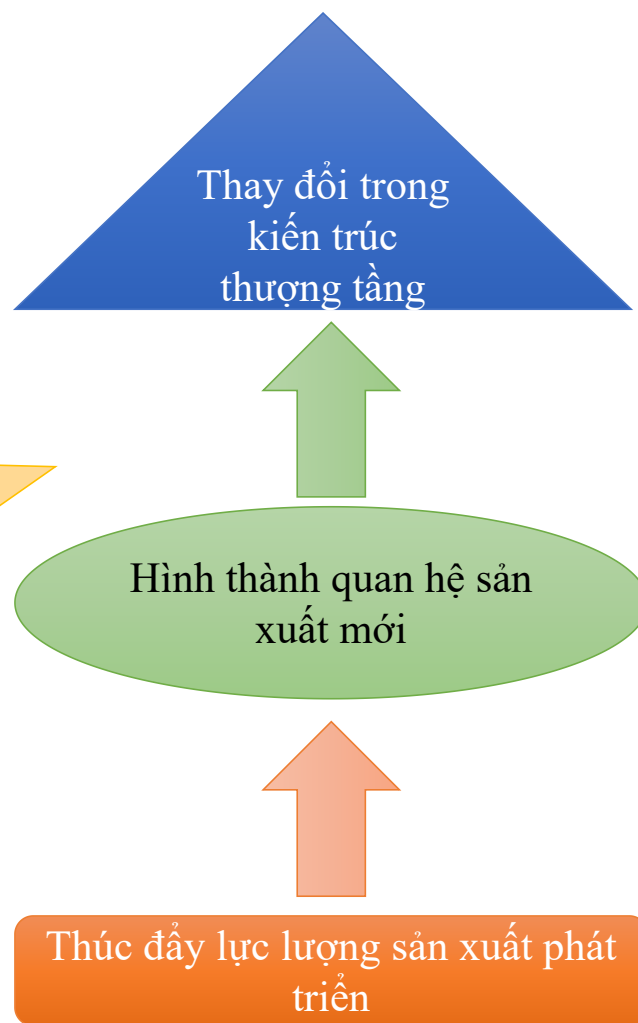 Thay đổi trong
kiến trúc
thượng tầng
Hình thành quan hệ sản
xuất mới
Thúc đẩy lực lượng sản xuất phát
triển